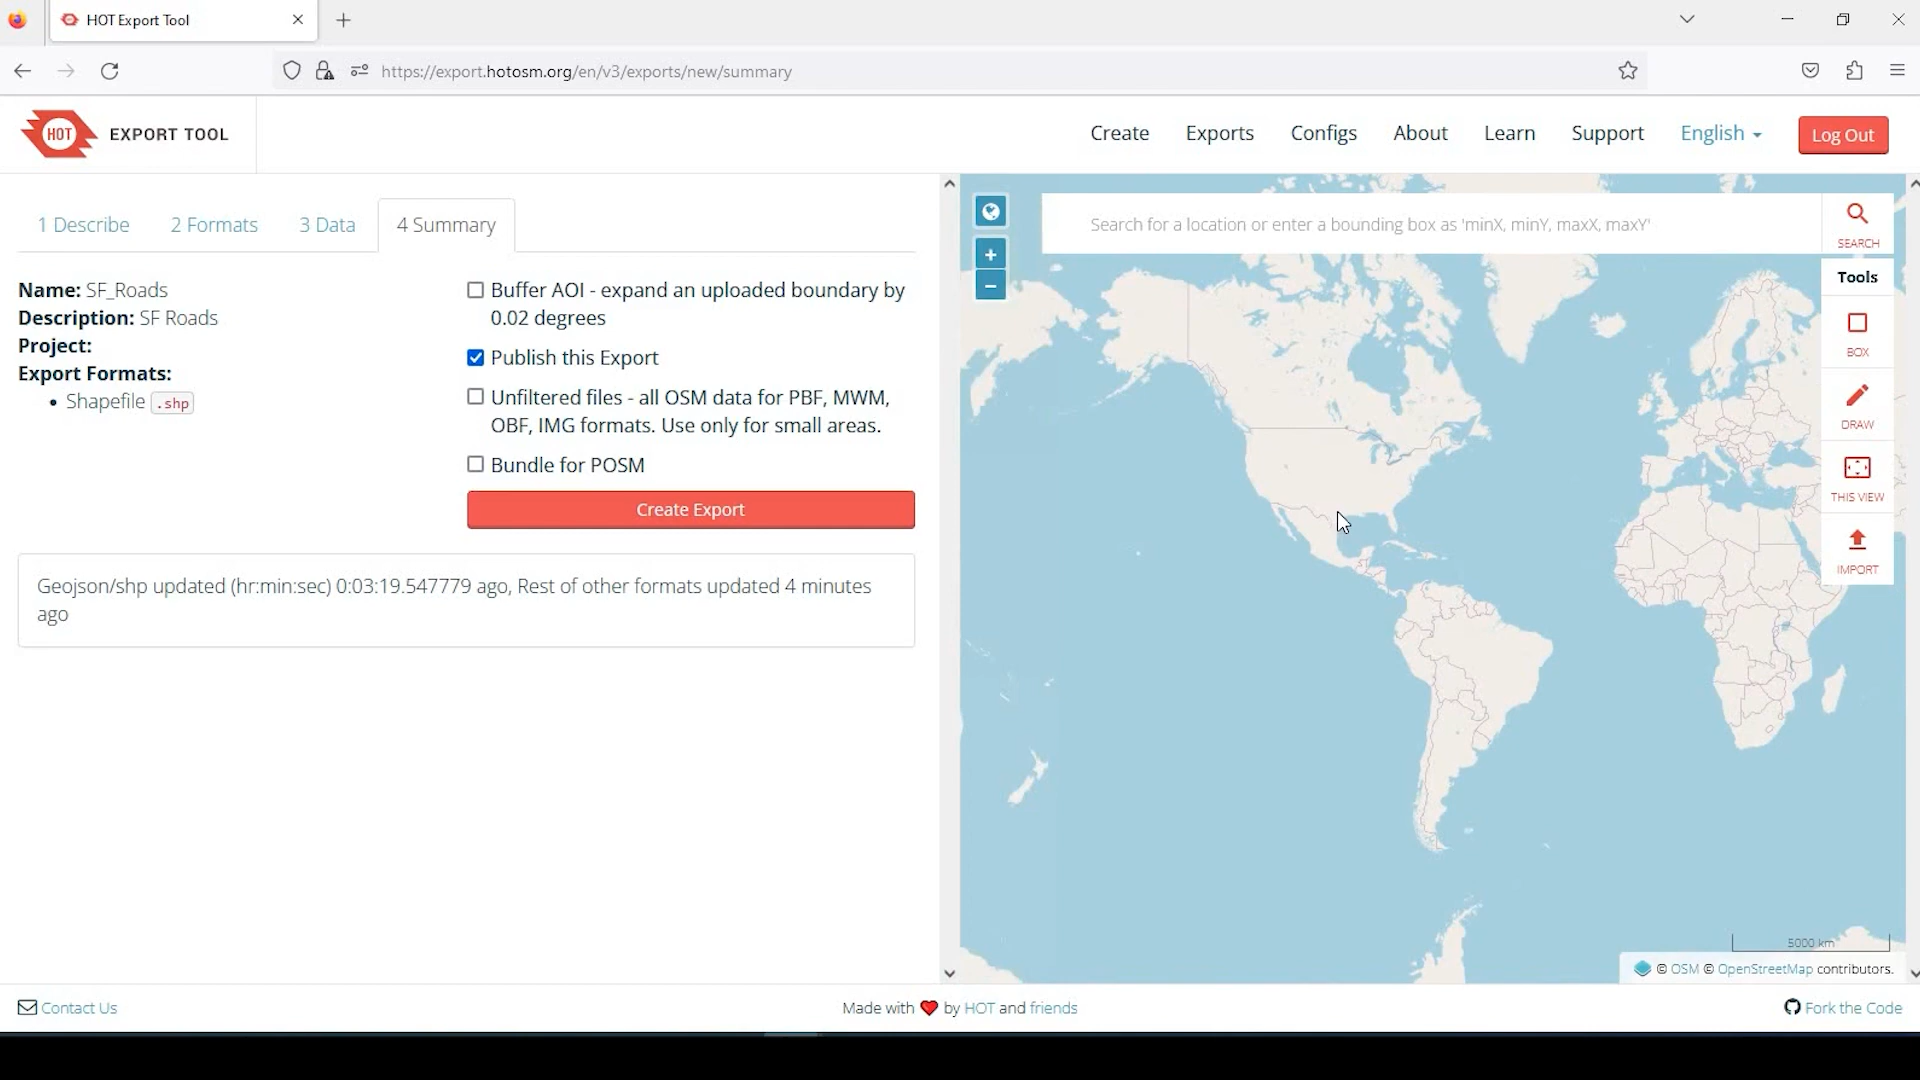 HOT Export Tool
https://export.hotosm.org/en/v3/exports/new/summary
HOT EXPORT TOOL
Create Exports Configs About Learn Support English Log Out
1 Describe 2 Formats 3 Data 4 Summary
Name: SF_Roads
Description: SF Roads
Project:
Export Formats:
• Shapefile .shp
Buffer AOI - expand an uploaded boundary by
0.02 degrees
Publish this Export
Unfiltered files - all OSM data for PBF, MWM,
OBF, IMG formats. Use only for small areas.
Bundle for POSM
Create Export
Geojson/shp updated (hr:min:sec) 0:03:19.547779 ago, Rest of other formats updated 4 minutes
ago
+
−
Search for a location or enter a bounding box as 'minX, minY, maxX, maxY'
SEARCH
Tools
BOX
DRAW
THIS VIEW
IMPORT
5000 km
© OSM © OpenStreetMap contributors.
Contact Us
Made with by HOT and friends
Fork the Code